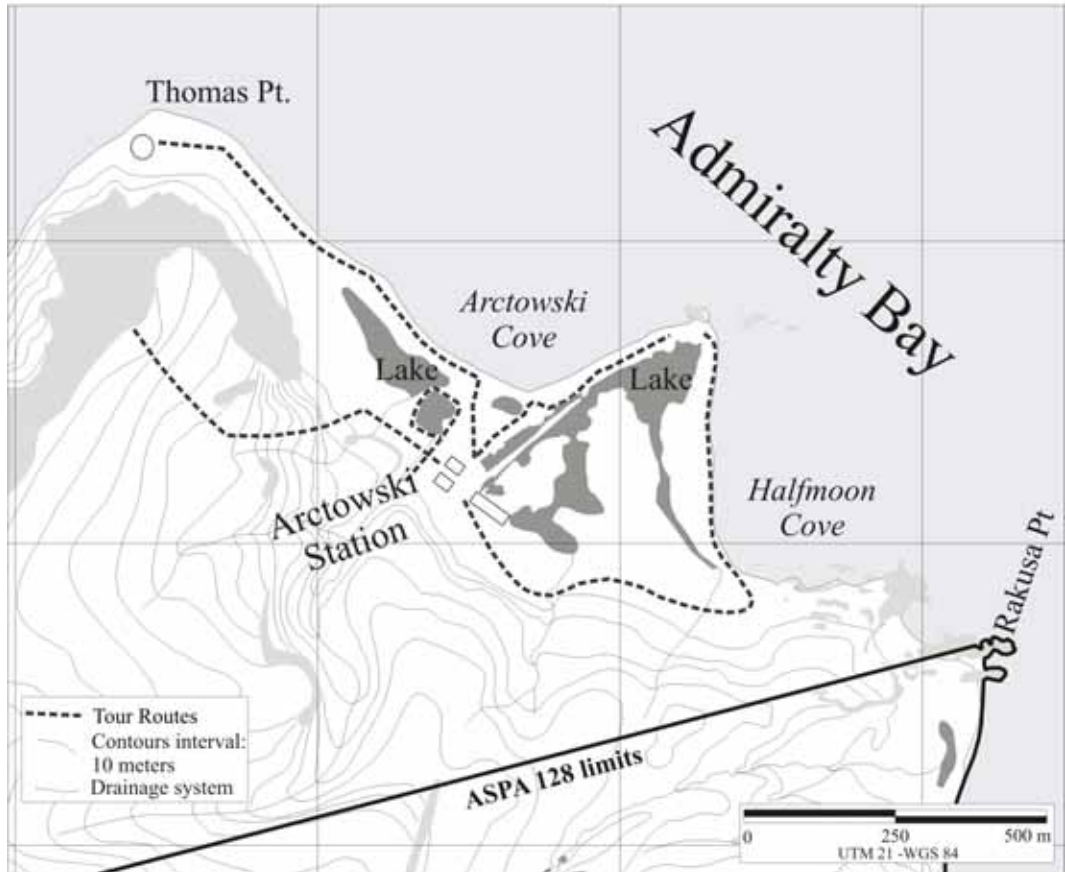 Thomas Pt.
Admiralty Bay
Arctowski
Cove
Lake
Lake
Arctowski
Station
Halfmoon
Cove
Rakusa Pt
ASPA 128 limits
Tour Routes
Contours interval:
10 meters
Drainage system
0 250 500 m
UTM 21 -WGS 84